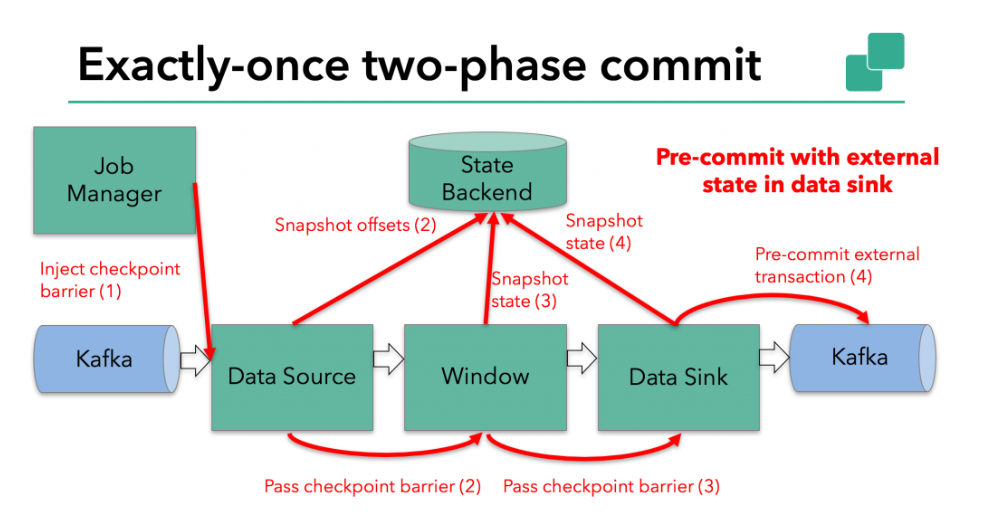 Exactly-once two-phase commit
Job
Manager
State
Backend
Pre-commit with external
state in data sink
Snapshot offsets (2)
Snapshot
state (4)
Inject checkpoint
barrier (1)
Snapshot
state (3)
Pre-commit external
transaction (4)
Kafka
Data Source
Window
Data Sink
Kafka
Pass checkpoint barrier (2)
Pass checkpoint barrier (3)